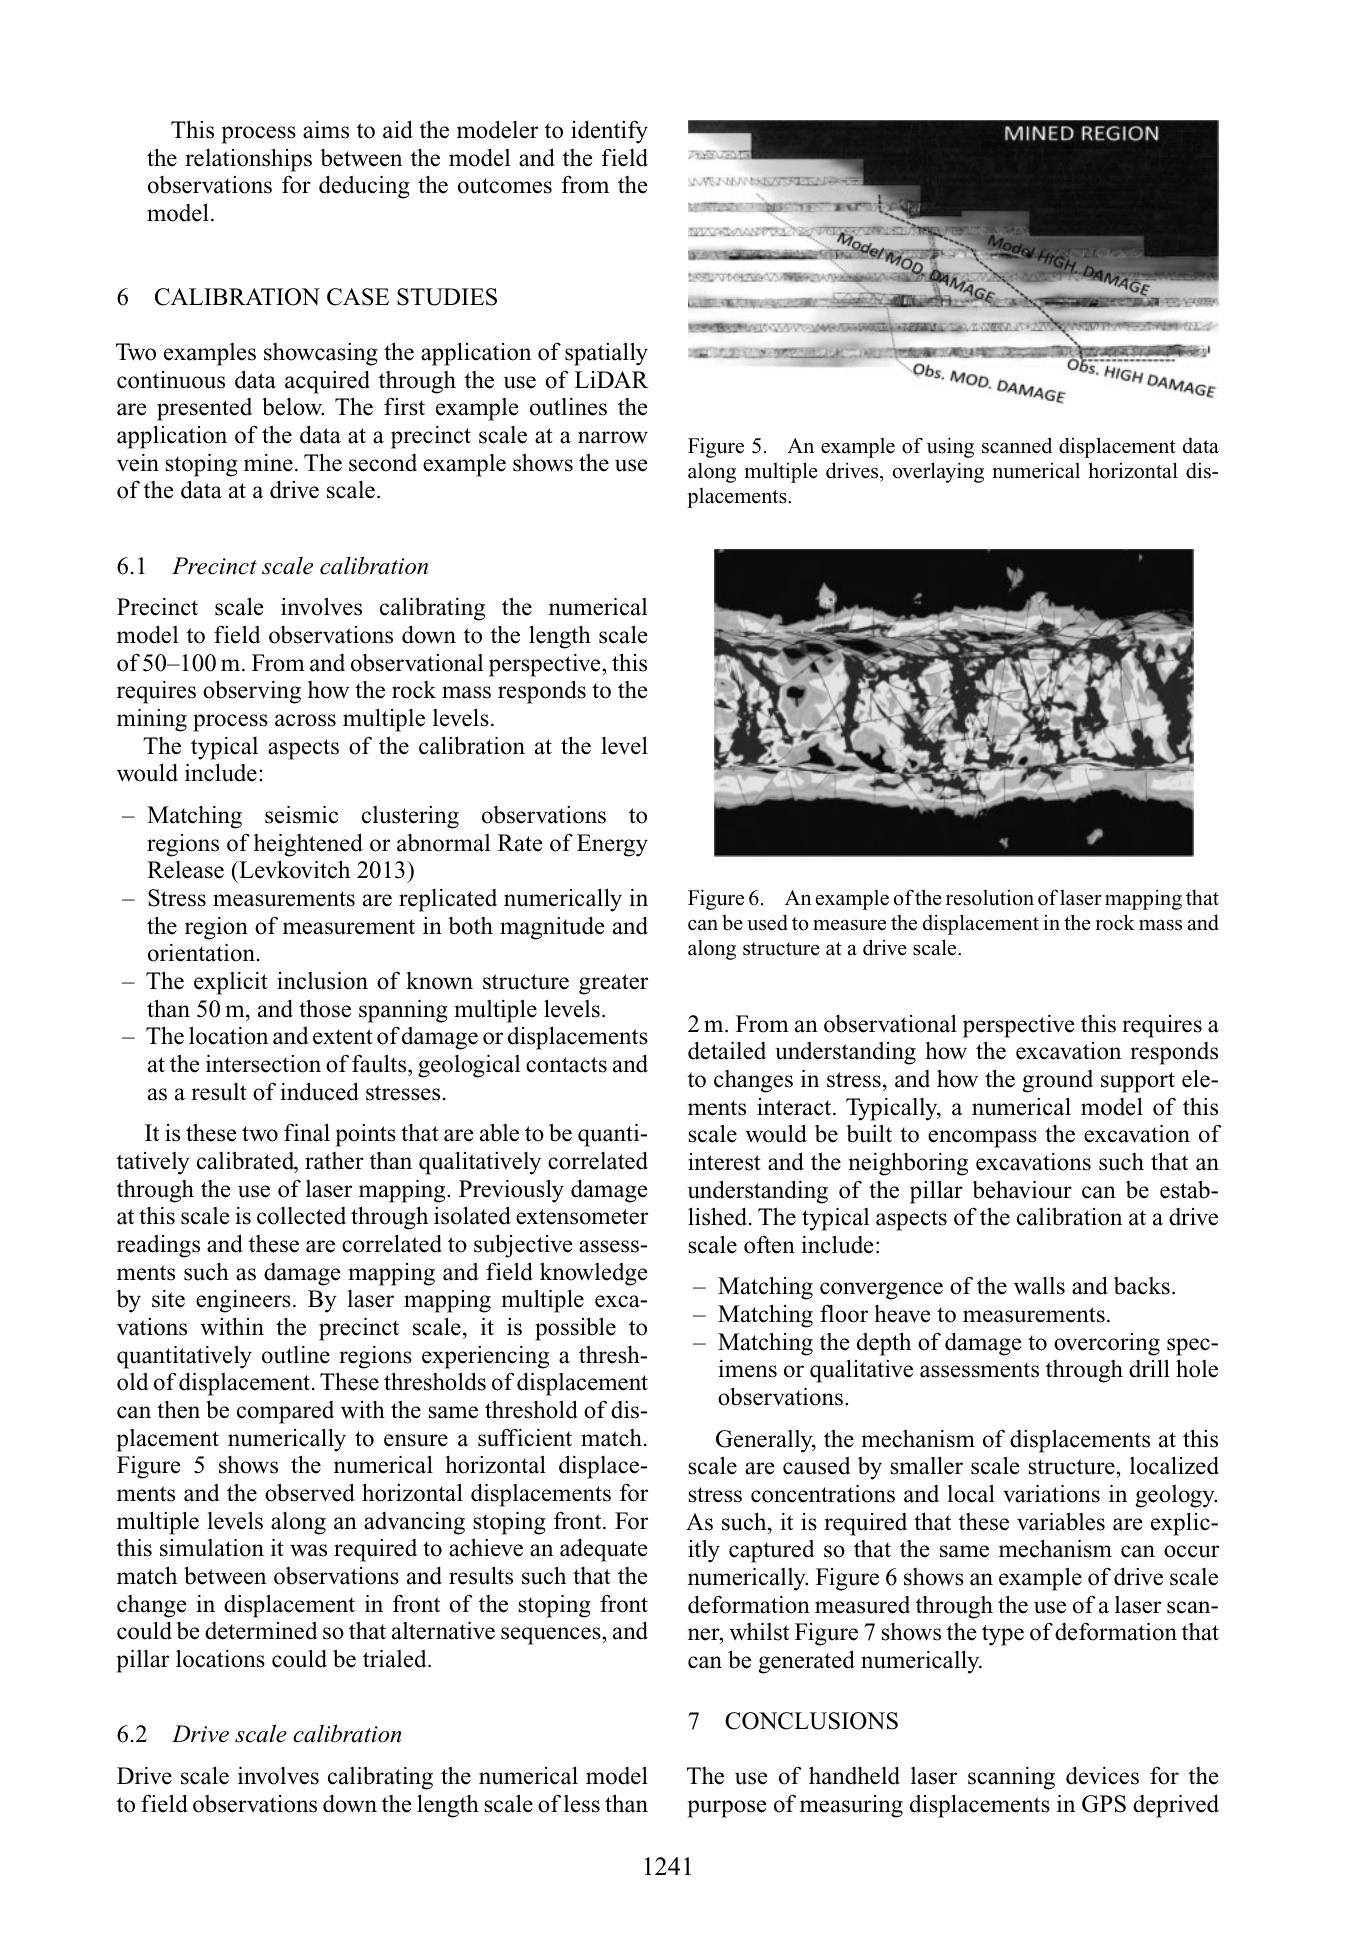 This process aims to aid the modeler to identify
the relationships between the model and the field
observations for deducing the outcomes from the
model.
6 CALIBRATION CASE STUDIES
Two examples showcasing the application of spatially
continuous data acquired through the use of LiDAR
are presented below. The first example outlines the
application of the data at a precinct scale at a narrow
vein stoping mine. The second example shows the use
of the data at a drive scale.
6.1 Precinct scale calibration
Precinct scale involves calibrating the numerical
model to field observations down to the length scale
of 50–100 m. From and observational perspective, this
requires observing how the rock mass responds to the
mining process across multiple levels.
The typical aspects of the calibration at the level
would include:
– Matching seismic clustering observations to
regions of heightened or abnormal Rate of Energy
Release (Levkovitch 2013)
– Stress measurements are replicated numerically in
the region of measurement in both magnitude and
orientation.
– The explicit inclusion of known structure greater
than 50 m, and those spanning multiple levels.
– The location and extent of damage or displacements
at the intersection of faults, geological contacts and
as a result of induced stresses.
It is these two final points that are able to be quanti-
tatively calibrated, rather than qualitatively correlated
through the use of laser mapping. Previously damage
at this scale is collected through isolated extensometer
readings and these are correlated to subjective assess-
ments such as damage mapping and field knowledge
by site engineers. By laser mapping multiple exca-
vations within the precinct scale, it is possible to
quantitatively outline regions experiencing a thresh-
old of displacement. These thresholds of displacement
can then be compared with the same threshold of dis-
placement numerically to ensure a sufficient match.
Figure 5 shows the numerical horizontal displace-
ments and the observed horizontal displacements for
multiple levels along an advancing stoping front. For
this simulation it was required to achieve an adequate
match between observations and results such that the
change in displacement in front of the stoping front
could be determined so that alternative sequences, and
pillar locations could be trialed.
6.2 Drive scale calibration
Drive scale involves calibrating the numerical model
to field observations down the length scale of less than
MINED REGION
Model MOD. DAMAGE
Model HIGH. DAMAGE
Obs. MOD. DAMAGE
Obs. HIGH DAMAGE
Figure 5. An example of using scanned displacement data
along multiple drives, overlaying numerical horizontal dis-
placements.
Figure 6. An example of the resolution of laser mapping that
can be used to measure the displacement in the rock mass and
along structure at a drive scale.
2 m. From an observational perspective this requires a
detailed understanding how the excavation responds
to changes in stress, and how the ground support ele-
ments interact. Typically, a numerical model of this
scale would be built to encompass the excavation of
interest and the neighboring excavations such that an
understanding of the pillar behaviour can be estab-
lished. The typical aspects of the calibration at a drive
scale often include:
– Matching convergence of the walls and backs.
– Matching floor heave to measurements.
– Matching the depth of damage to overcoring spec-
imens or qualitative assessments through drill hole
observations.
Generally, the mechanism of displacements at this
scale are caused by smaller scale structure, localized
stress concentrations and local variations in geology.
As such, it is required that these variables are explic-
itly captured so that the same mechanism can occur
numerically. Figure 6 shows an example of drive scale
deformation measured through the use of a laser scan-
ner, whilst Figure 7 shows the type of deformation that
can be generated numerically.
7 CONCLUSIONS
The use of handheld laser scanning devices for the
purpose of measuring displacements in GPS deprived
1241